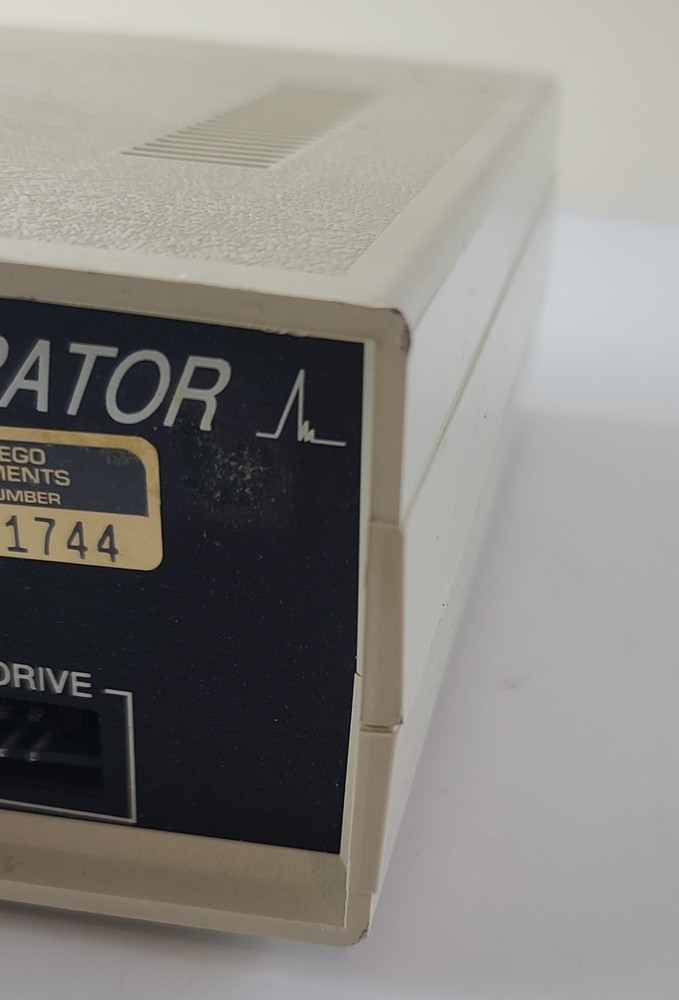 RATOR
EGO
MENTS
UMBER
1744
DRIVE